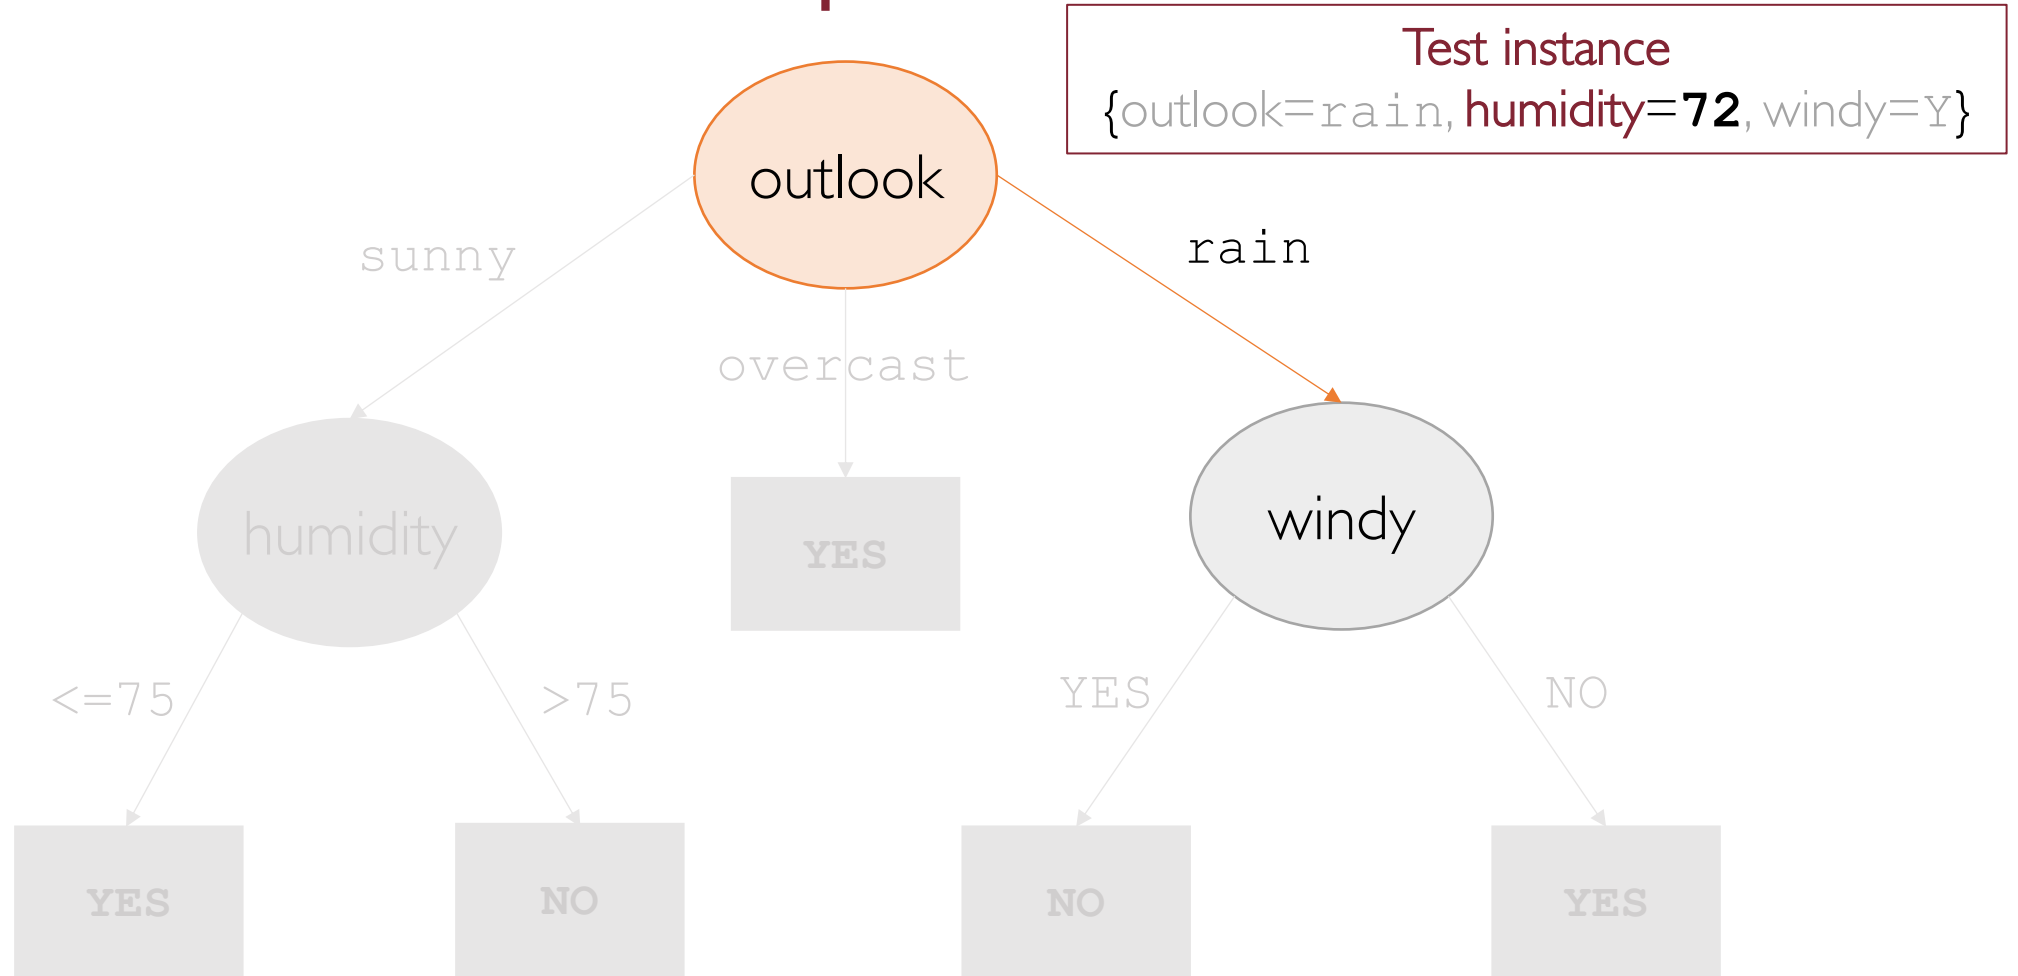 Test instance
{outlook=rain, humidity=72, windy=Y}
outlook
sunny
rain
overcast
humidity
YES
windy
<=75
>75
YES
NO
YES
NO
NO
YES